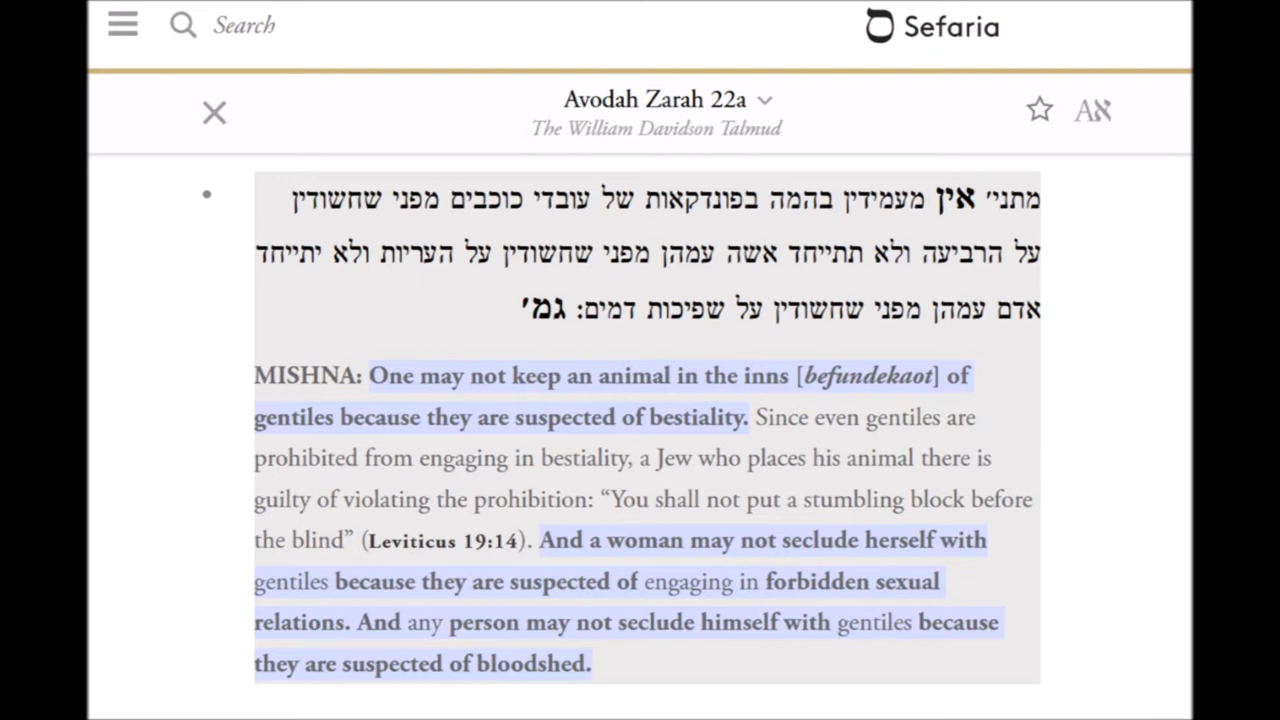 Search
Sefaria
Avodah Zarah 22a
The William Davidson Talmud
Aא
מתני׳ אין מעמידין בהמה בפונדקאות של עובדי כוכבים מפני שחשודין
על הרביעה ולא תתייחד אשה עמהן מפני שחשודין על העריות ולא יתייחד
אדם עמהן מפני שחשודין על שפיכות דמים: גמ׳
MISHNA: One may not keep an animal in the inns [befundekaot] of
gentiles because they are suspected of bestiality. Since even gentiles are
prohibited from engaging in bestiality, a Jew who places his animal there is
guilty of violating the prohibition: “You shall not put a stumbling block before
the blind” (Leviticus 19:14). And a woman may not seclude herself with
gentiles because they are suspected of engaging in forbidden sexual
relations. And any person may not seclude himself with gentiles because
they are suspected of bloodshed.